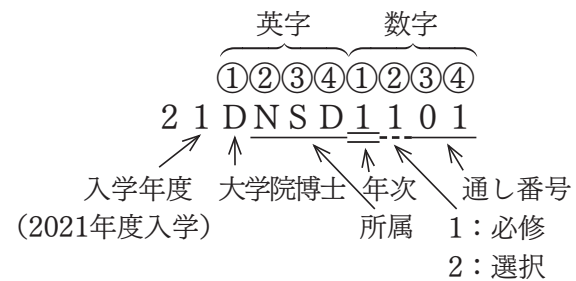 英字 数字
①②③④①②③④
21DNSD1101
入学年度 大学院博士 年次 通し番号
(2021年度入学) 所属 1:必修
2:選択